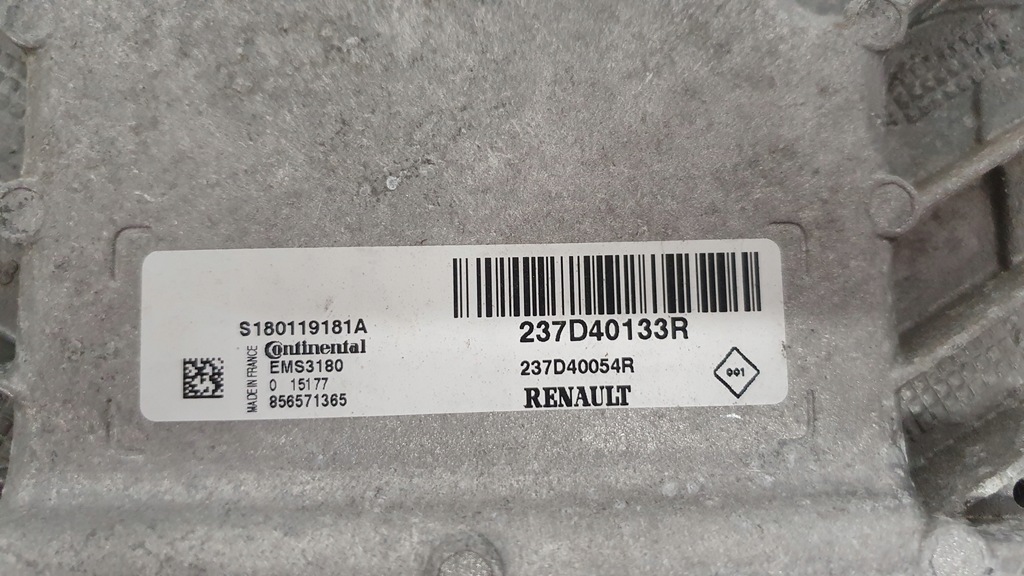 S180119181A
Continental
EMS3180
0 15177
856571365
MADE IN FRANCE
237D40133R
237D40054R
RENAULT
001